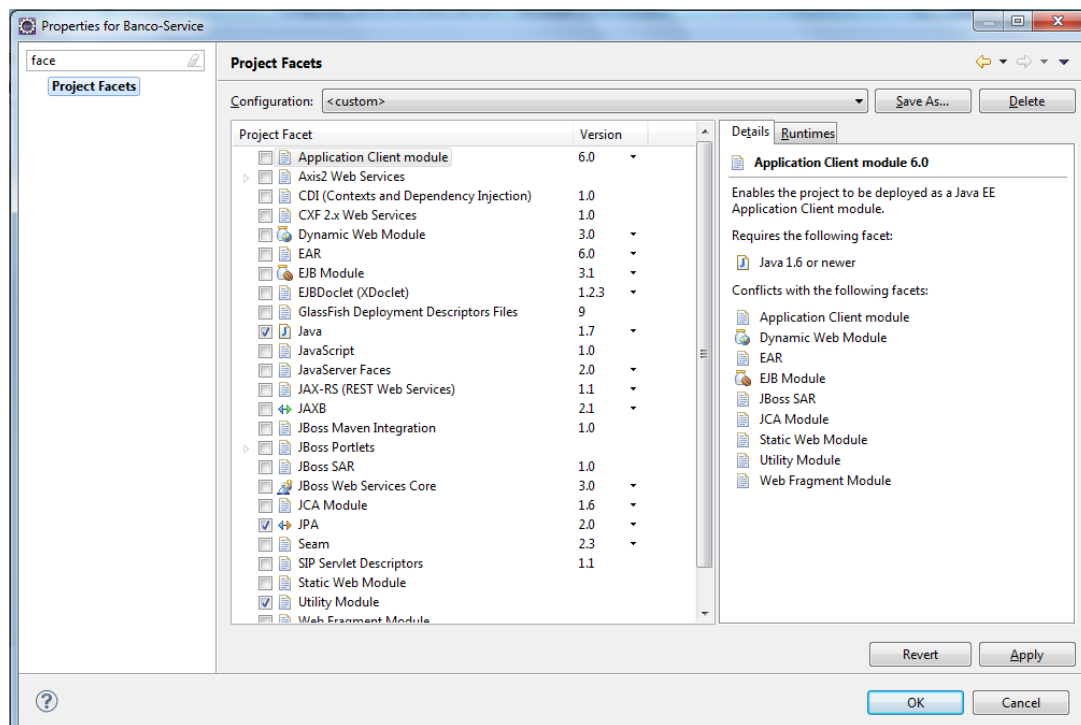 Properties for Banco-Service
face
Project Facets
Project Facets
Configuration: <custom> Save As... Delete
Project Facet Version
Application Client module 6.0
Axis2 Web Services
CDI (Contexts and Dependency Injection) 1.0
CXF 2.x Web Services 1.0
Dynamic Web Module 3.0
EAR 6.0
EJB Module 3.1
EJBDoclet (XDoclet) 1.2.3
GlassFish Deployment Descriptors Files 9
Java 1.7
JavaScript 1.0
JavaServer Faces 2.0
JAX-RS (REST Web Services) 1.1
JAXB 2.1
JBoss Maven Integration 1.0
JBoss Portlets
JBoss SAR 1.0
JBoss Web Services Core 3.0
JCA Module 1.6
JPA 2.0
Seam 2.3
SIP Servlet Descriptors 1.1
Static Web Module
Utility Module
Web Fragment Module
Details Runtimes
Application Client module 6.0
Enables the project to be deployed as a Java EE
Application Client module.
Requires the following facet:
Java 1.6 or newer
Conflicts with the following facets:
Application Client module
Dynamic Web Module
EAR
EJB Module
JBoss SAR
JCA Module
Static Web Module
Utility Module
Web Fragment Module
Revert Apply
OK Cancel